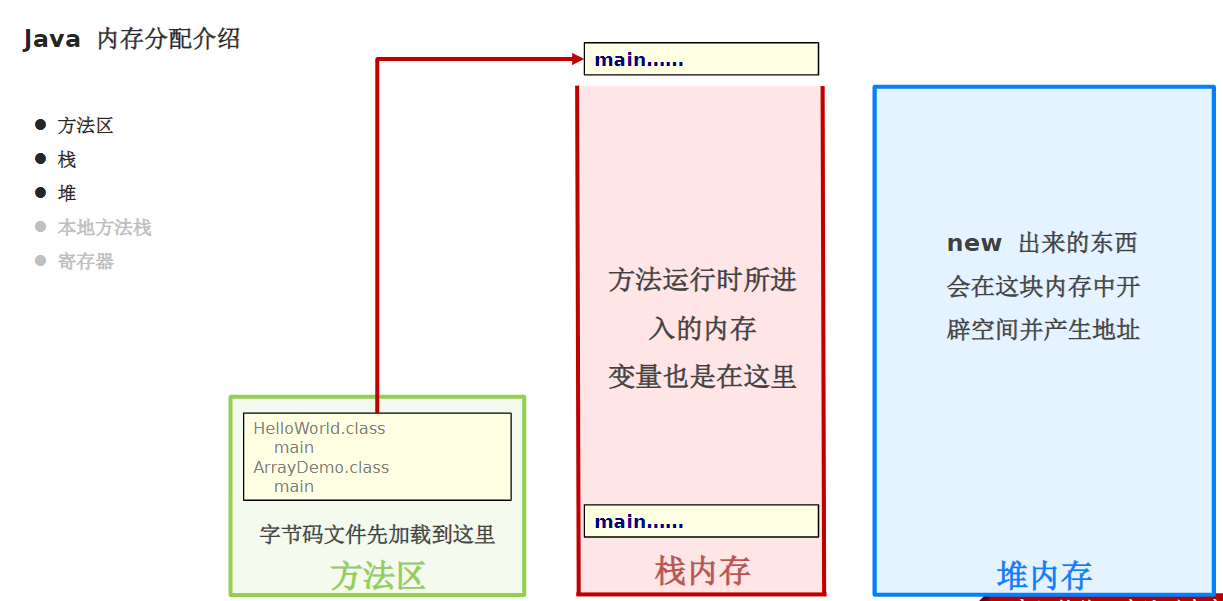 Java 内存分配介绍
方法区
栈
堆
本地方法栈
寄存器
main……
方法运行时所进
入的内存
变量也是在这里
main……
栈内存
new 出来的东西
会在这块内存中开
辟空间并产生地址
堆内存
HelloWorld.class
main
ArrayDemo.class
main
字节码文件先加载到这里
方法区